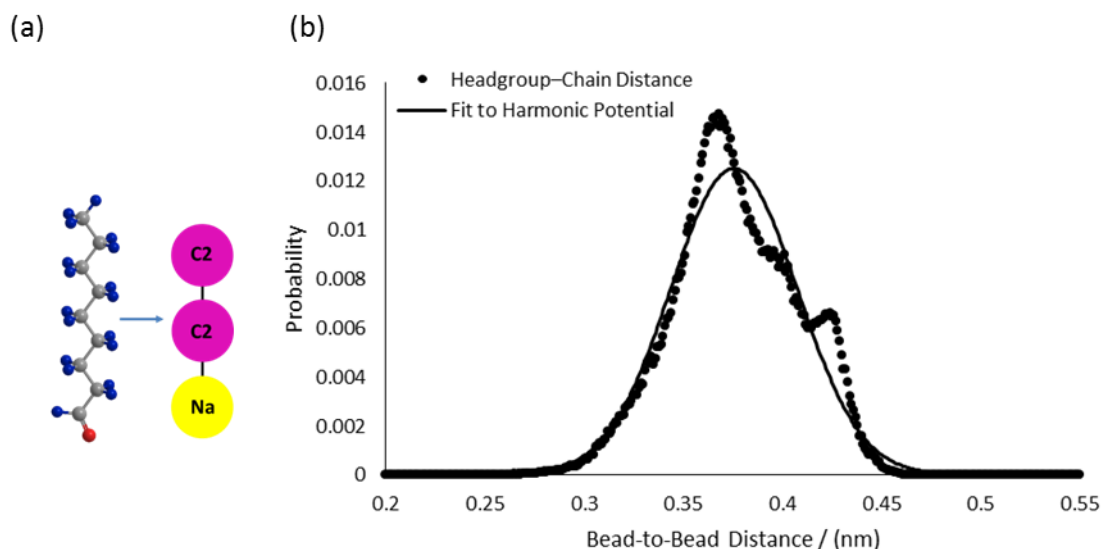 (a)
(b)
C2
C2
Na
Headgroup–Chain Distance
Fit to Harmonic Potential
Probability
0.016
0.014
0.012
0.01
0.008
0.006
0.004
0.002
0
0.2 0.25 0.3 0.35 0.4 0.45 0.5 0.55
Bead-to-Bead Distance / (nm)